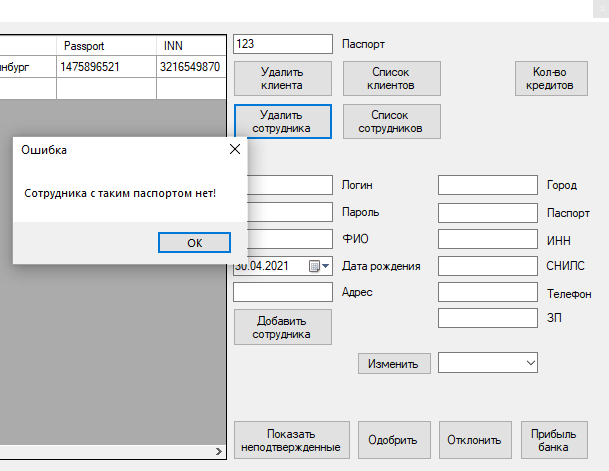 Passport INN
нбург 1475896521 3216549870
123 Паспорт
Удалить
клиента
Список
клиентов
Кол-во
кредитов
Удалить
сотрудника
Список
сотрудников
Ошибка
Сотрудника с таким паспортом нет!
OK
Логин
Город
Пароль
Паспорт
ФИО
ИНН
30.04.2021 Дата рождения
СНИЛС
Адрес
Телефон
Добавить
сотрудника
ЗП
Изменить
Показать
неподтвержденные
Одобрить
Отклонить
Прибыль
банка